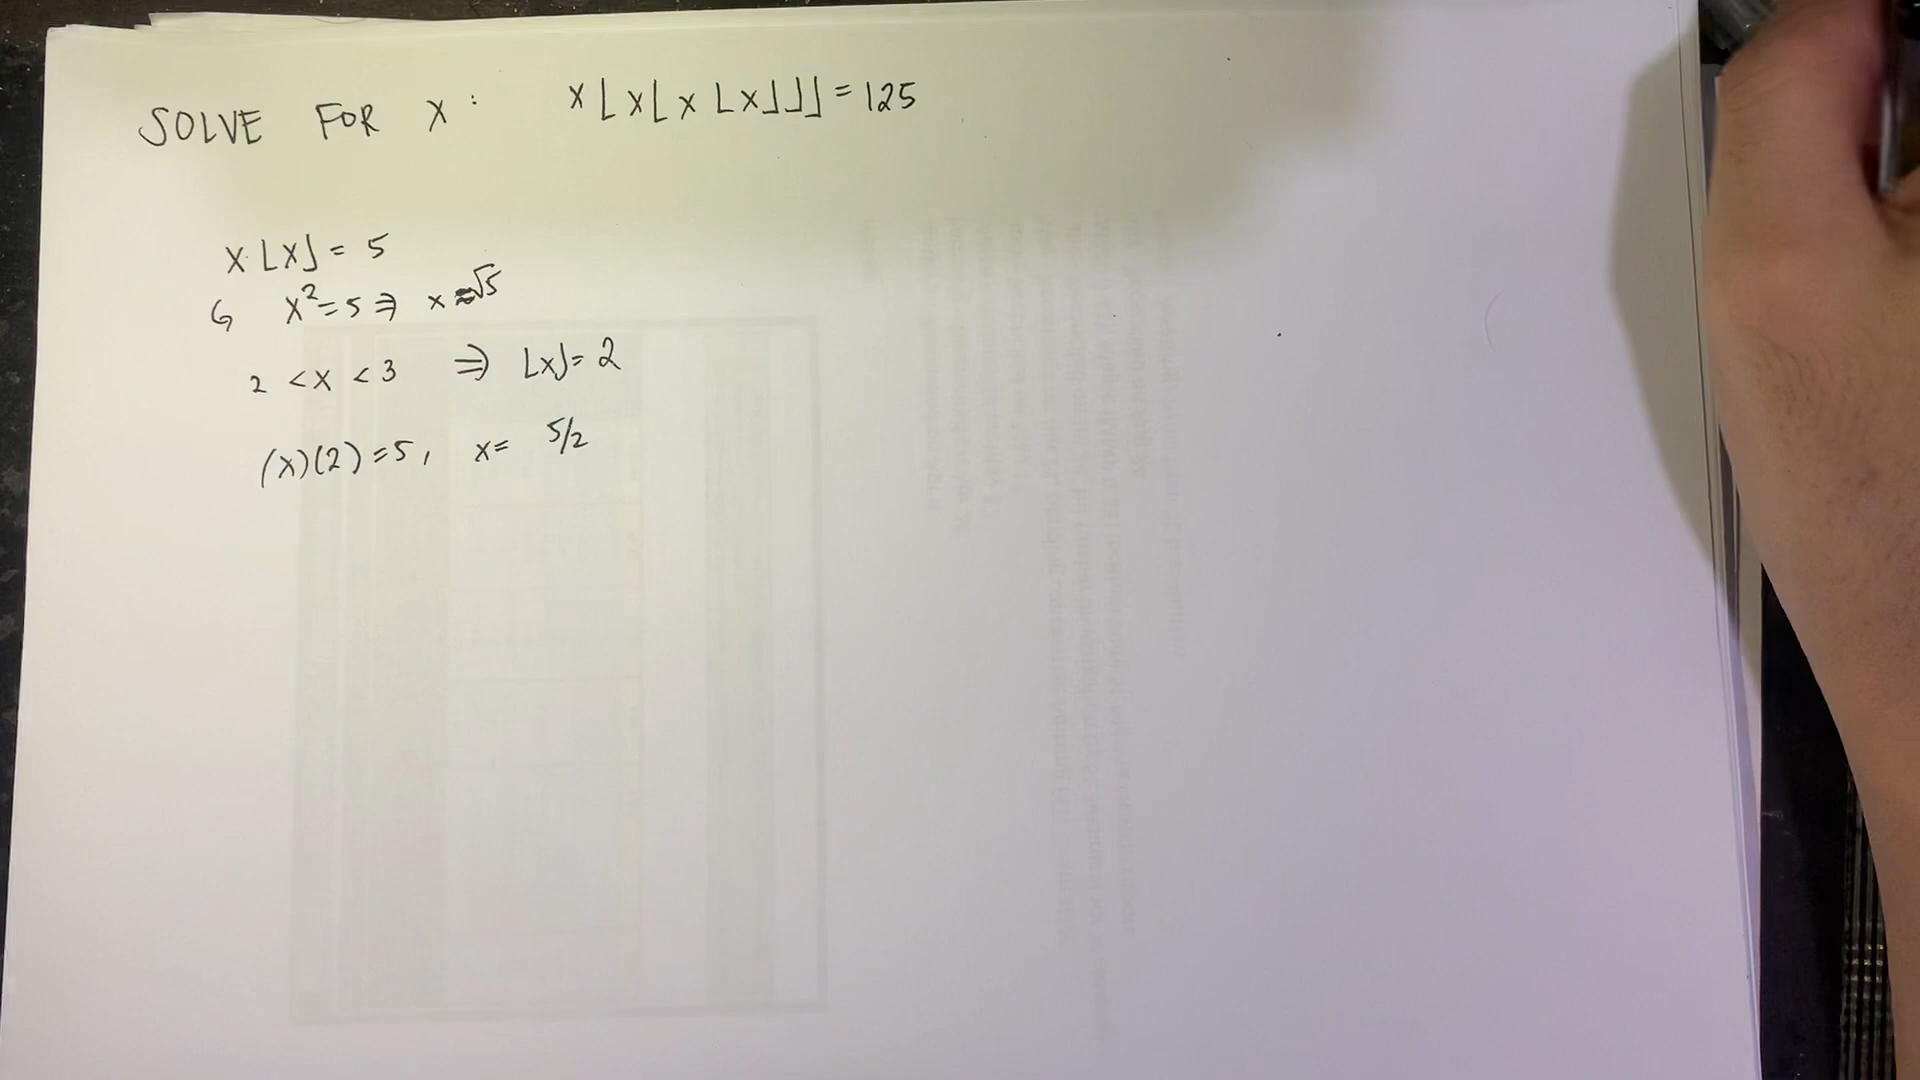 SOLVE FOR X : X ⌊X⌊X ⌊X⌋⌋⌋ = 125
X ⌊X⌋ = 5
X² = 5 ⇒ x ≈ √5
2 < X < 3 ⇒ ⌊X⌋ = 2
(X)(2) = 5, X = 5/2